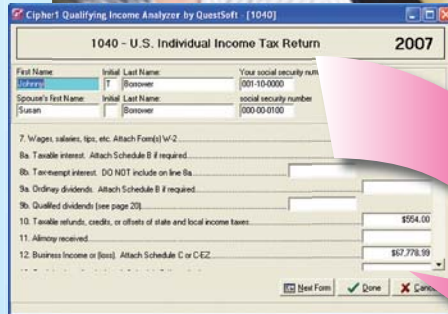 Cipher1 Qualifying Income Analyzer by QuestSoft - [1040]
1040 - U.S. Individual Income Tax Return 2007
First Name: Initial Last Name: Your social security
Johnny T Borrower 001-10-0000
Spouse's First Name: Initial Last Name: social security number
Susan Borrower 000-00-0100
7. Wages, salaries, tips, etc. Attach Form(s) W-2
8a. Taxable interest. Attach Schedule B if required
8b. Tax-exempt interest. DO NOT include on line 8a
9a. Ordinary dividends. Attach Schedule B if required
9b. Qualified dividends (see page 20)
10. Taxable refunds, credits, or offsets of state and local income taxes $554.00
11. Alimony received
12. Business Income or (loss). Attach Schedule C or C-EZ $67,778.99
Next Form Done